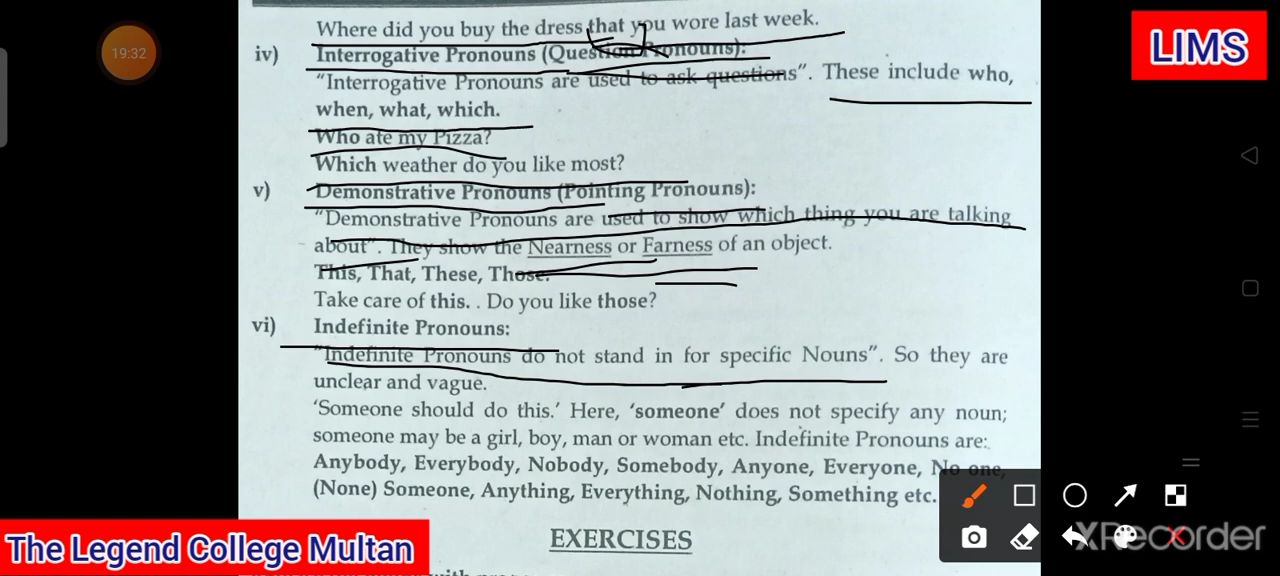 Where did you buy the dress that you wore last week.
19:32
LIMS
iv) Interrogative Pronouns (Question Pronouns):
"Interrogative Pronouns are used to ask questions". These include who,
when, what, which.
Who ate my Pizza?
Which weather do you like most?
v) Demonstrative Pronouns (Pointing Pronouns):
"Demonstrative Pronouns are used to show which thing you are talking
about". They show the Nearness or Farness of an object.
This, That, These, Those.
Take care of this. . Do you like those?
vi) Indefinite Pronouns:
"Indefinite Pronouns do not stand in for specific Nouns". So they are
unclear and vague.
'Someone should do this.' Here, 'someone' does not specify any noun;
someone may be a girl, boy, man or woman etc. Indefinite Pronouns are:
Anybody, Everybody, Nobody, Somebody, Anyone, Everyone, No one,
(None) Someone, Anything, Everything, Nothing, Something etc.
The Legend College Multan
EXERCISES
XRecorder